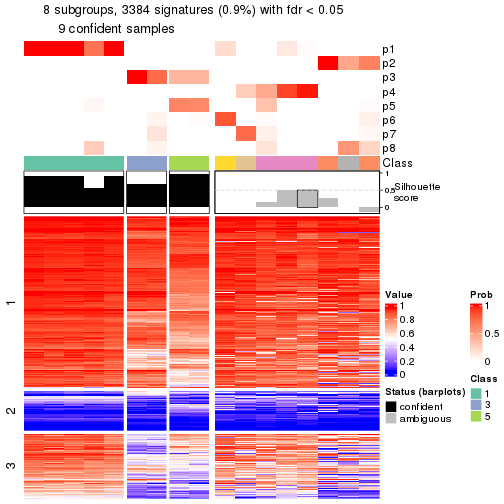 8 subgroups, 3384 signatures (0.9%) with fdr < 0.05
9 confident samples
p1
p2
p3
p4
p5
p6
p7
p8
Class
1
0.5
0
Silhouette
score
1
2
3
Value
1
0.8
0.6
0.4
0.2
0
Prob
1
0.5
0
Status (barplots)
confident
ambiguous
Class
1
3
5